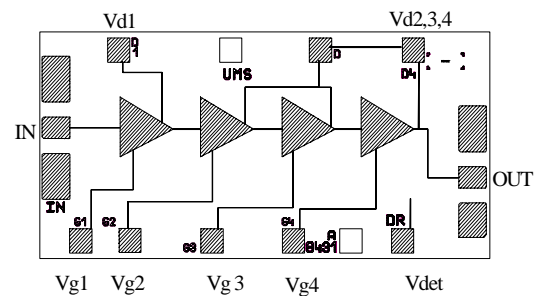 Vd1 Vd2,3,4
D
1
UMS
D
D4
IN
IN
OUT
G1 G2
G3
G4
A
8431
DR
Vg1 Vg2 Vg 3 Vg4 Vdet